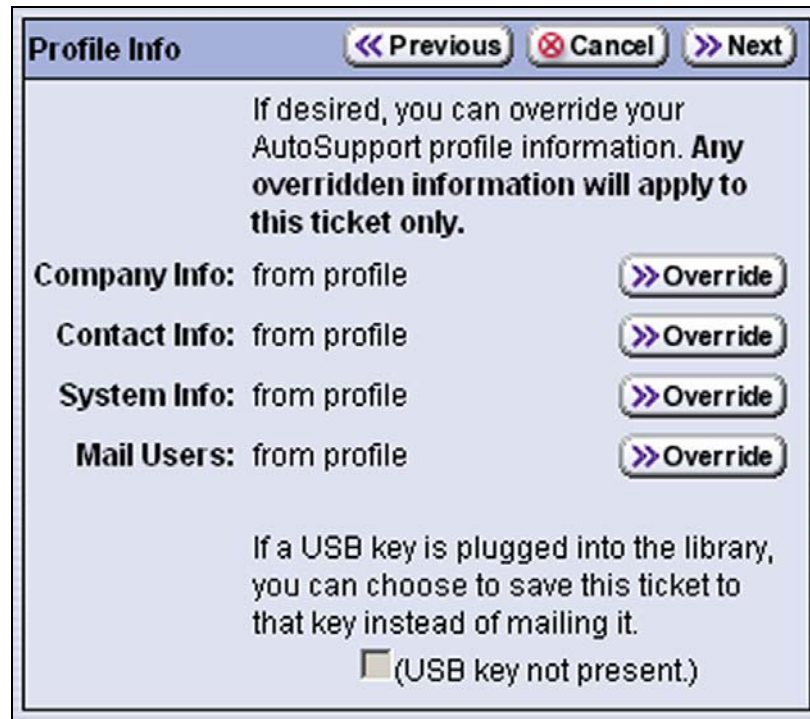 Profile Info Previous Cancel Next
If desired, you can override your
AutoSupport profile information. Any
overridden information will apply to
this ticket only.
Company Info: from profile Override
Contact Info: from profile Override
System Info: from profile Override
Mail Users: from profile Override
If a USB key is plugged into the library,
you can choose to save this ticket to
that key instead of mailing it.
(USB key not present.)